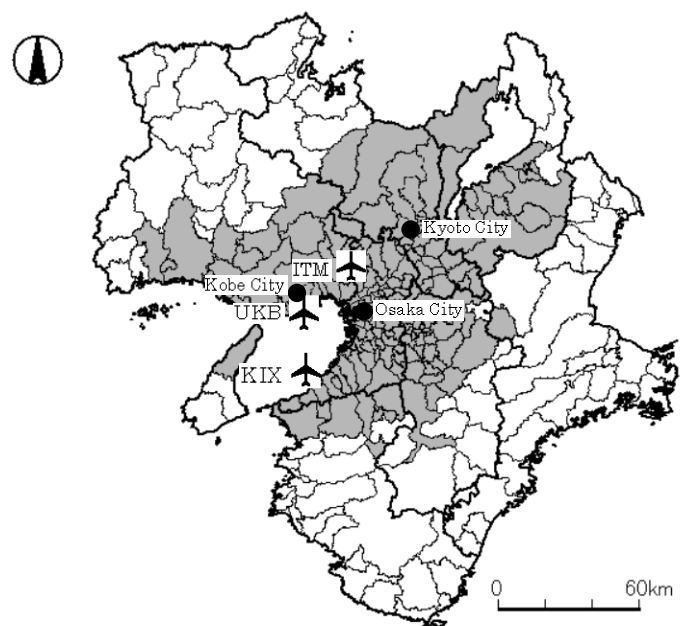 Kyoto City
ITM
Kobe City
UKB
Osaka City
KIX
0 60km